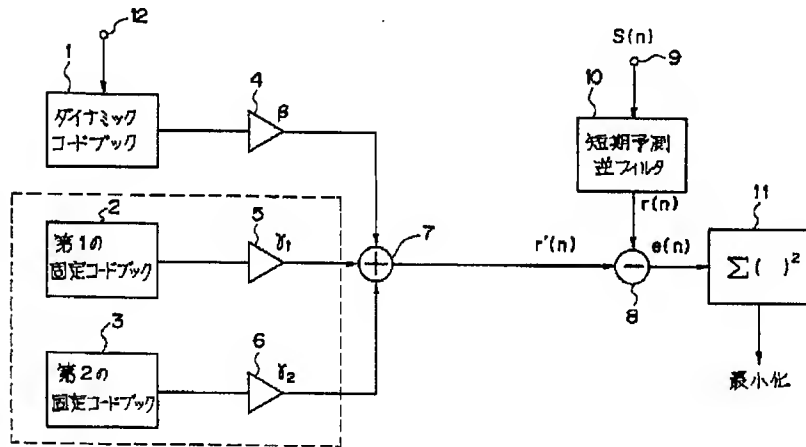 12
1
ダイナミック
コードブック
4
β
S(n)
9
10
短期予測
逆フィルタ
r(n)
2
第1の
固定コードブック
5
γ1
7
r'(n)
e(n)
8
11
Σ( )²
最小化
3
第2の
固定コードブック
6
γ2